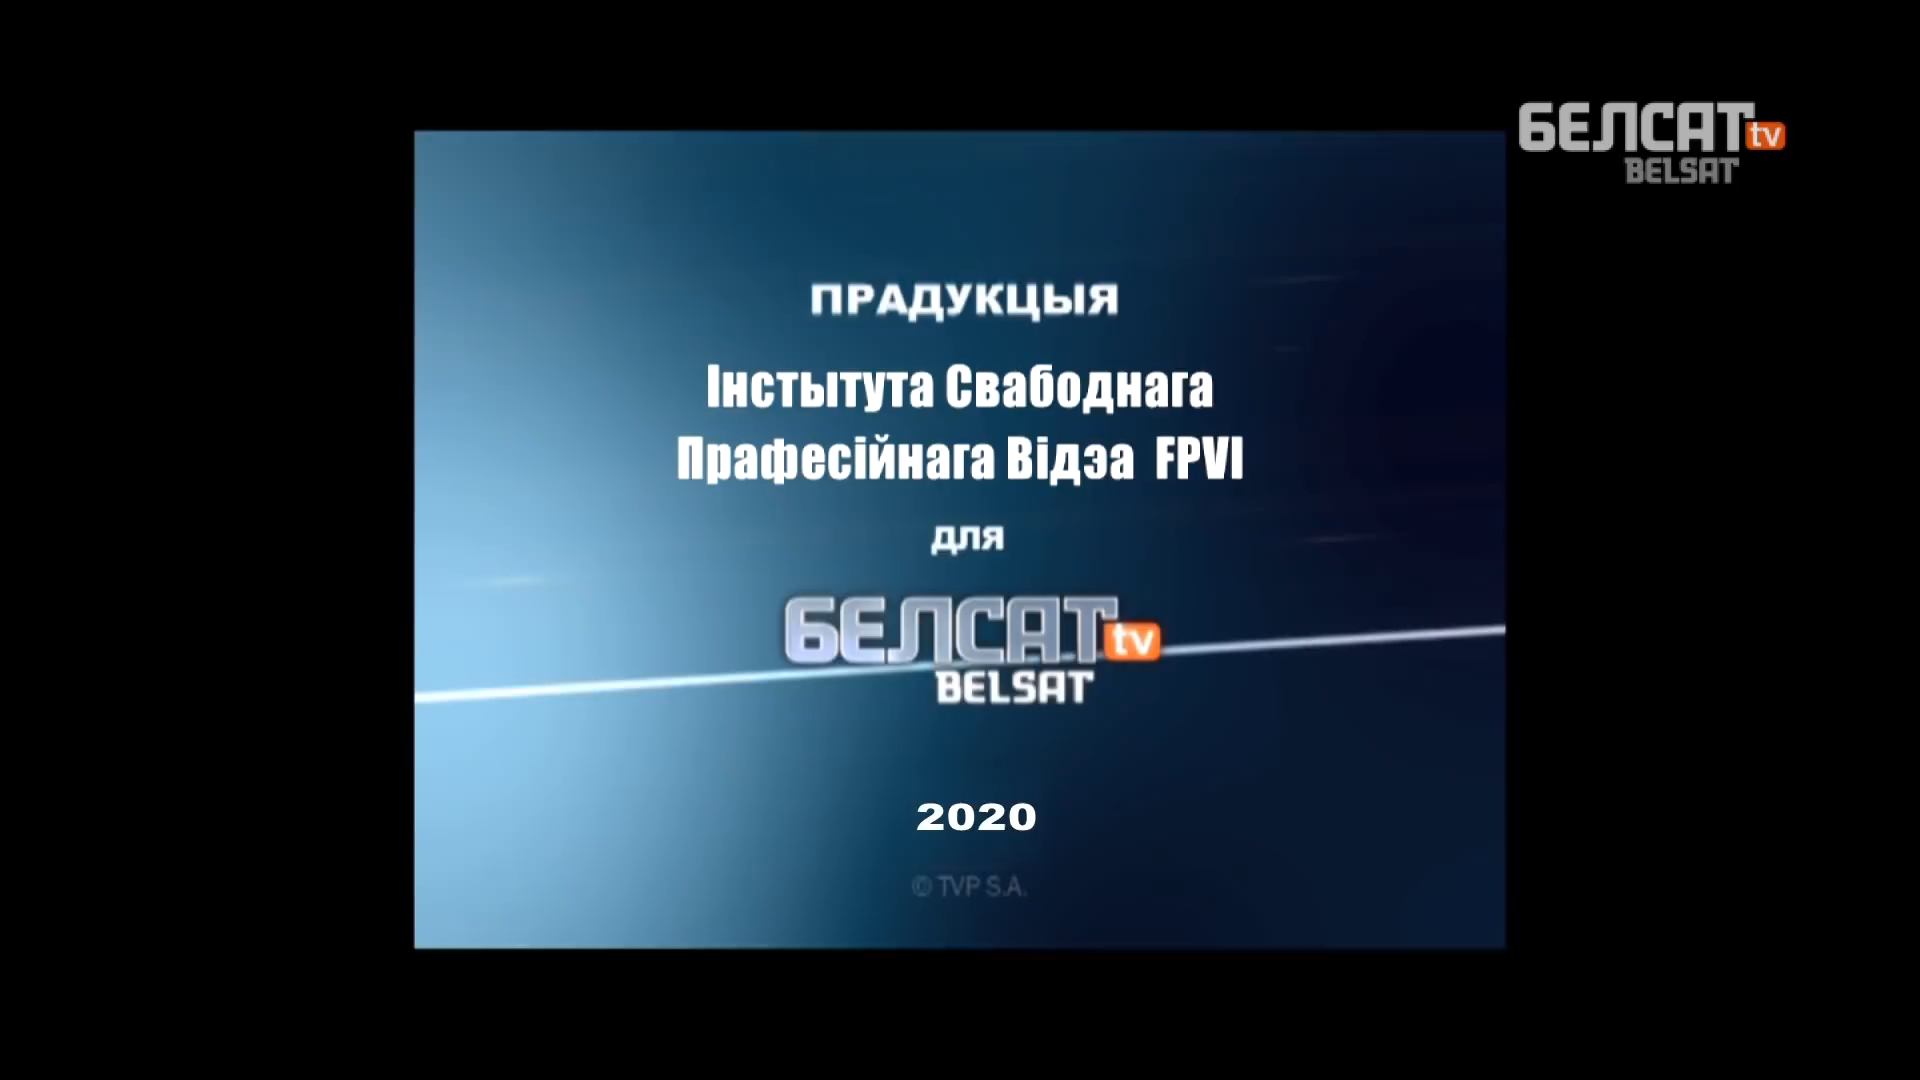 БЕЛСАТ tv
BELSAT
ПРАДУКЦЫЯ
Інстытута Свабоднага
Прафесійнага Відэа FPVI
для
БЕЛСАТ tv
BELSAT
2020
© TVP S.A.